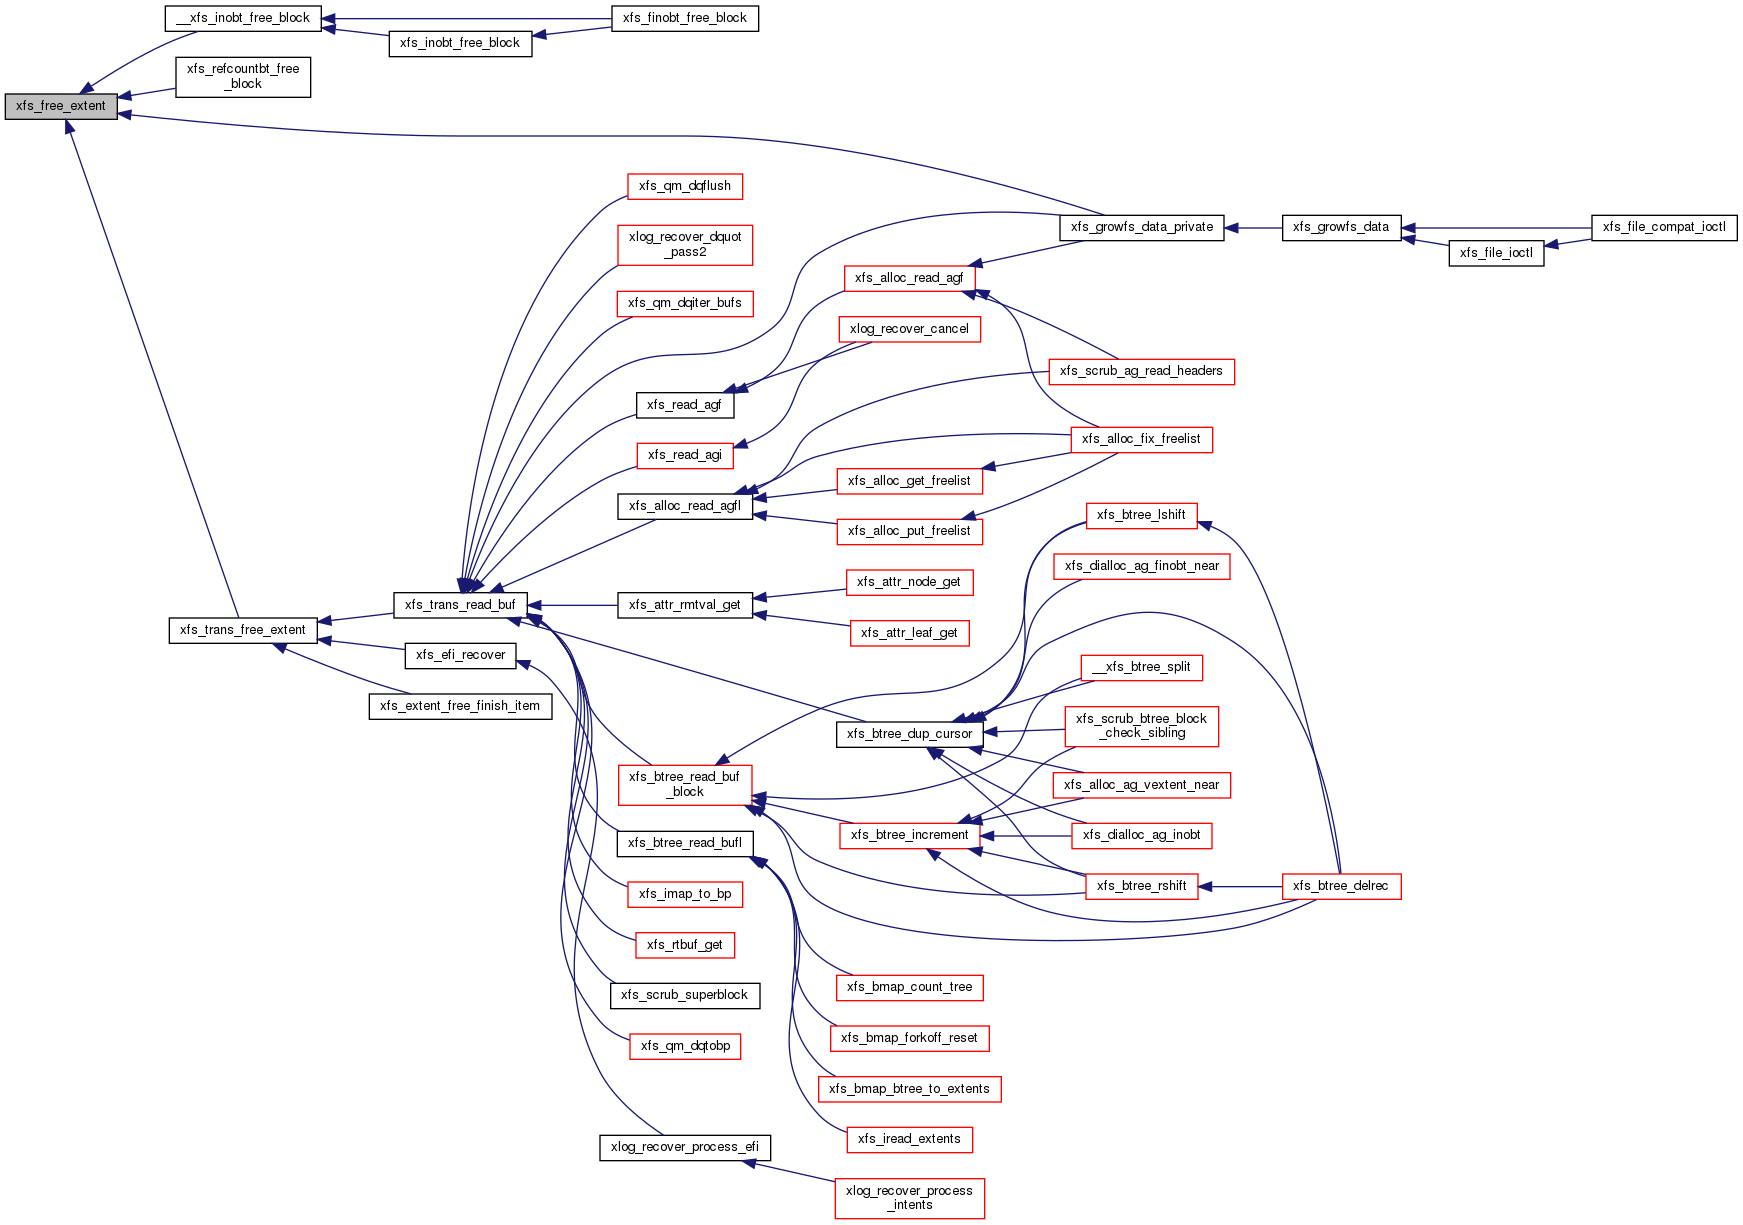 __xfs_inobt_free_block
xfs_finobt_free_block
xfs_inobt_free_block
xfs_refcountbt_free
_block
xfs_free_extent
xfs_qm_dqflush
xfs_growfs_data_private
xfs_growfs_data
xfs_file_compat_ioctl
xlog_recover_dquot
_pass2
xfs_file_ioctl
xfs_alloc_read_agf
xfs_qm_dqiter_bufs
xlog_recover_cancel
xfs_scrub_ag_read_headers
xfs_read_agf
xfs_alloc_fix_freelist
xfs_read_agi
xfs_alloc_get_freelist
xfs_alloc_read_agfl
xfs_btree_lshift
xfs_alloc_put_freelist
xfs_dialloc_ag_finobt_near
xfs_attr_node_get
xfs_trans_read_buf
xfs_attr_rmtval_get
xfs_trans_free_extent
xfs_attr_leaf_get
xfs_efi_recover
__xfs_btree_split
xfs_extent_free_finish_item
xfs_scrub_btree_block
_check_sibling
xfs_btree_dup_cursor
xfs_btree_read_buf
_block
xfs_alloc_ag_vextent_near
xfs_btree_increment
xfs_dialloc_ag_inobt
xfs_btree_read_bufl
xfs_btree_rshift
xfs_btree_delrec
xfs_imap_to_bp
xfs_rtbuf_get
xfs_bmap_count_tree
xfs_scrub_superblock
xfs_bmap_forkoff_reset
xfs_qm_dqtobp
xfs_bmap_btree_to_extents
xfs_iread_extents
xlog_recover_process_efi
xlog_recover_process
_intents